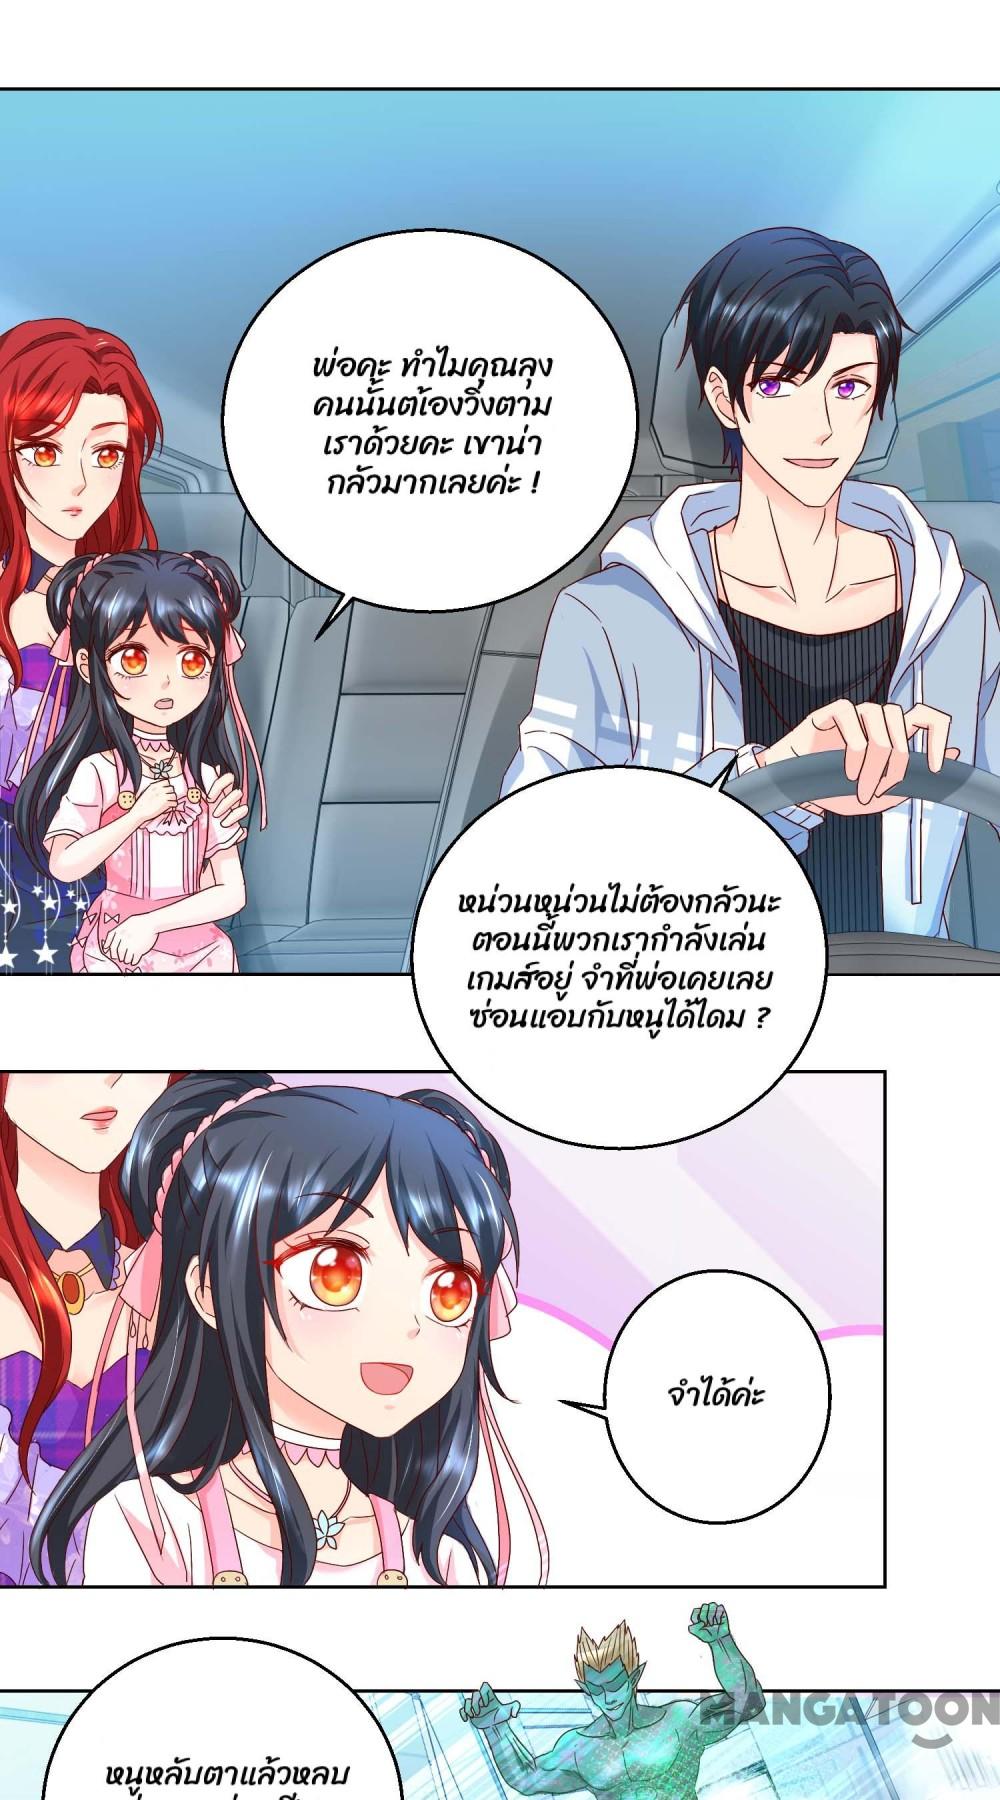 พ่อคะ ทำไมคุณลุง
คนนั้นต้องวิ่งตาม
เราด้วยคะ เขาน่า
กลัวมากเลยค่ะ !
หน่วนหน่วนไม่ต้องกลัวนะ
ตอนนี้พวกเรากำลังเล่น
เกมส์อยู่ จำที่พ่อเคยเลย
ซ่อนแอบกับหนูได้ไดม ?
จำได้ค่ะ
MANGATOON
หนูหลับตาแล้วหลบ